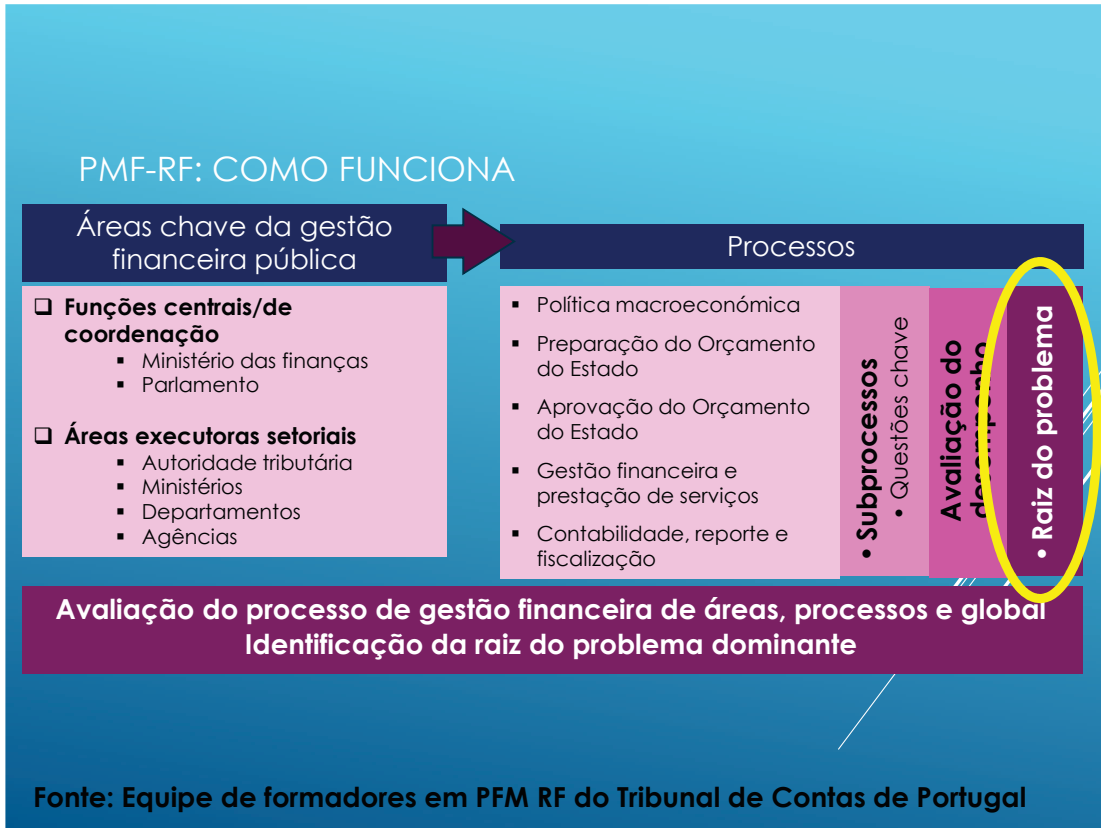 PMF-RF: COMO FUNCIONA
Áreas chave da gestão
financeira pública
❑ Funções centrais/de
coordenação
▪ Ministério das finanças
▪ Parlamento
❑ Áreas executoras setoriais
▪ Autoridade tributária
▪ Ministérios
▪ Departamentos
▪ Agências
Processos
▪ Política macroeconómica
▪ Preparação do Orçamento
do Estado
▪ Aprovação do Orçamento
do Estado
▪ Gestão financeira e
prestação de serviços
▪ Contabilidade, reporte e
fiscalização
• Subprocessos
• Questões chave
Avaliação do
desempenho
• Raiz do problema
Avaliação do processo de gestão financeira de áreas, processos e global
Identificação da raiz do problema dominante
Fonte: Equipe de formadores em PFM RF do Tribunal de Contas de Portugal